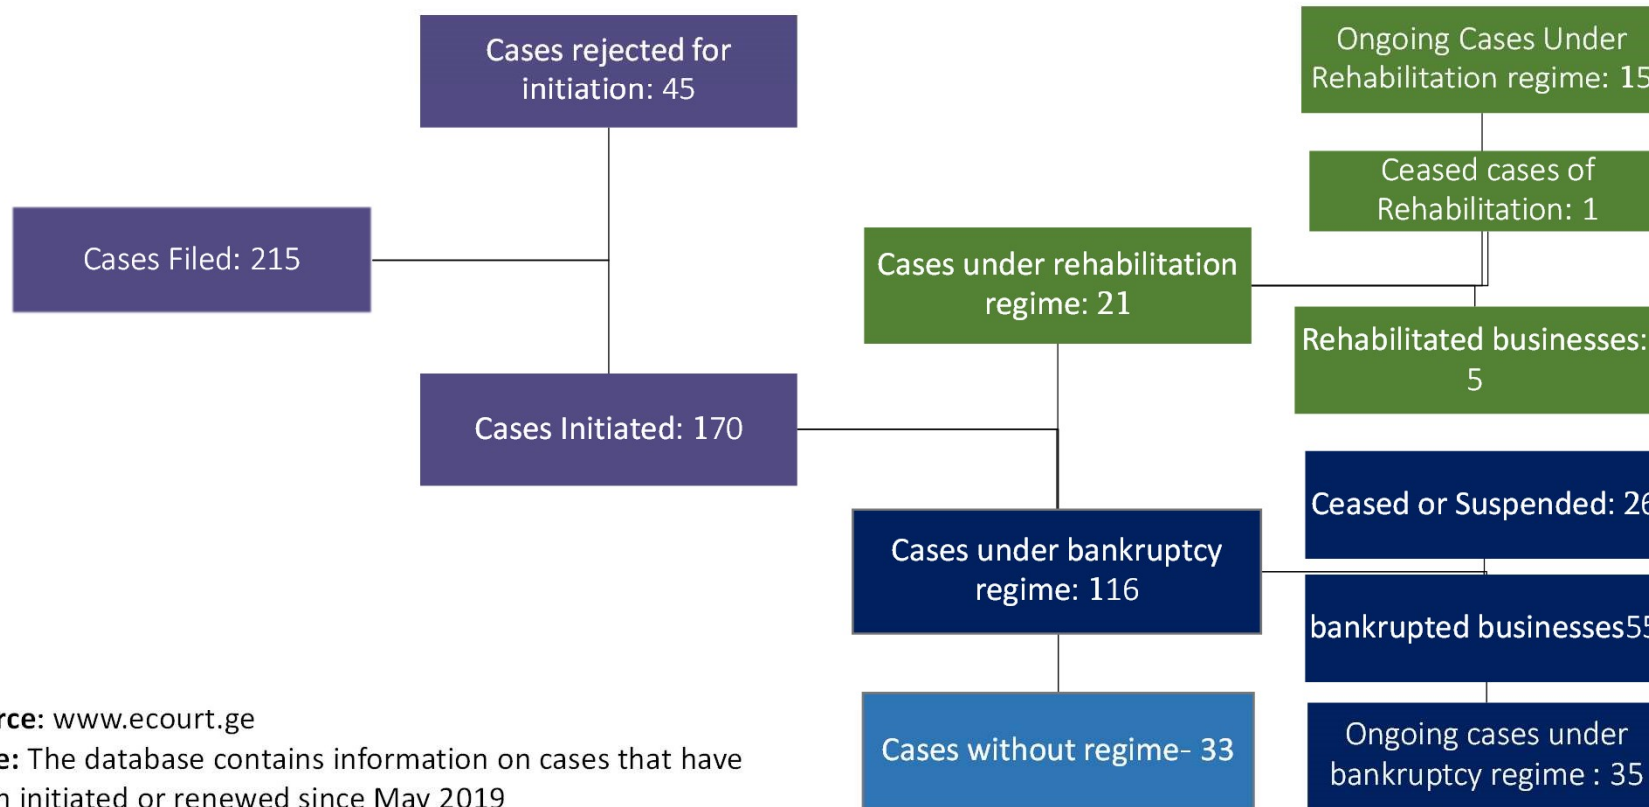 Cases rejected for
initiation: 45
Cases Filed: 215
Cases Initiated: 170
Cases under rehabilitation
regime: 21
Cases under bankruptcy
regime: 116
Cases without regime- 33
Ongoing Cases Under
Rehabilitation regime: 15
Ceased cases of
Rehabilitation: 1
Rehabilitated businesses:
5
Ceased or Suspended: 26
bankrupted businesses55
Ongoing cases under
bankruptcy regime : 35
rce: www.ecourt.ge
e: The database contains information on cases that have
n initiated or renewed since May 2019